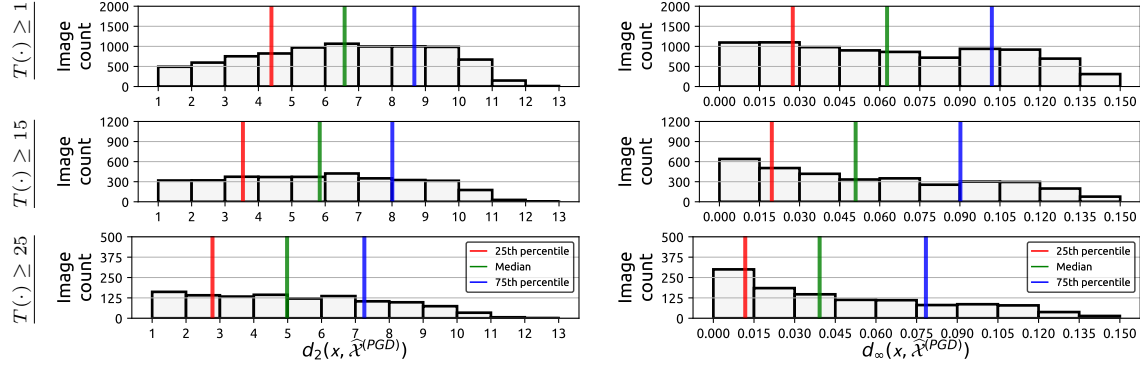 T(·) ≥ 1
Image count
2000
1500
1000
500
0
1 2 3 4 5 6 7 8 9 10 11 12 13
Image count
2000
1500
1000
500
0
0.000 0.015 0.030 0.045 0.060 0.075 0.090 0.105 0.120 0.135 0.150
T(·) ≥ 15
Image count
1200
900
600
300
0
1 2 3 4 5 6 7 8 9 10 11 12 13
Image count
1200
900
600
300
0
0.000 0.015 0.030 0.045 0.060 0.075 0.090 0.105 0.120 0.135 0.150
T(·) ≥ 25
Image count
500
375
250
125
0
25th percentile
Median
75th percentile
1 2 3 4 5 6 7 8 9 10 11 12 13
d₂(x, X̂^(PGD))
Image count
500
375
250
125
0
25th percentile
Median
75th percentile
0.000 0.015 0.030 0.045 0.060 0.075 0.090 0.105 0.120 0.135 0.150
d∞(x, X̂^(PGD))